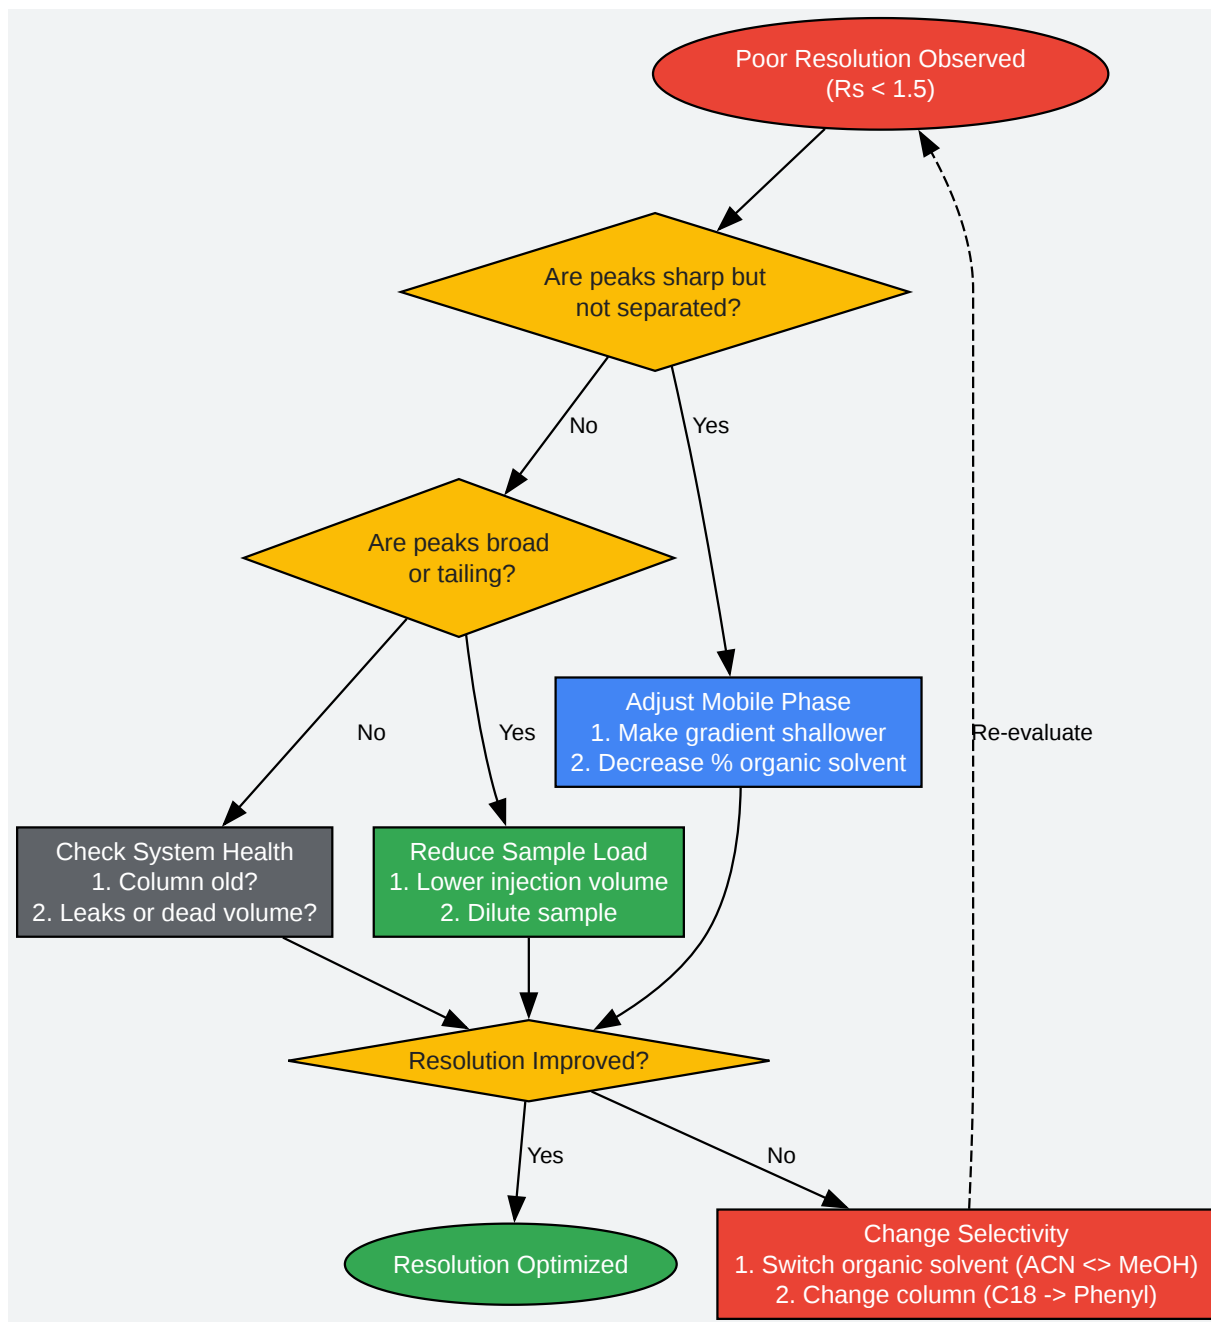 Poor Resolution Observed
(Rs < 1.5)
Are peaks sharp but
not separated?
No
Yes
Are peaks broad
or tailing?
Adjust Mobile Phase
1. Make gradient shallower
2. Decrease % organic solvent
No
Yes
Re-evaluate
Check System Health
1. Column old?
2. Leaks or dead volume?
Reduce Sample Load
1. Lower injection volume
2. Dilute sample
Resolution Improved?
Yes
No
Resolution Optimized
Change Selectivity
1. Switch organic solvent (ACN <> MeOH)
2. Change column (C18 -> Phenyl)